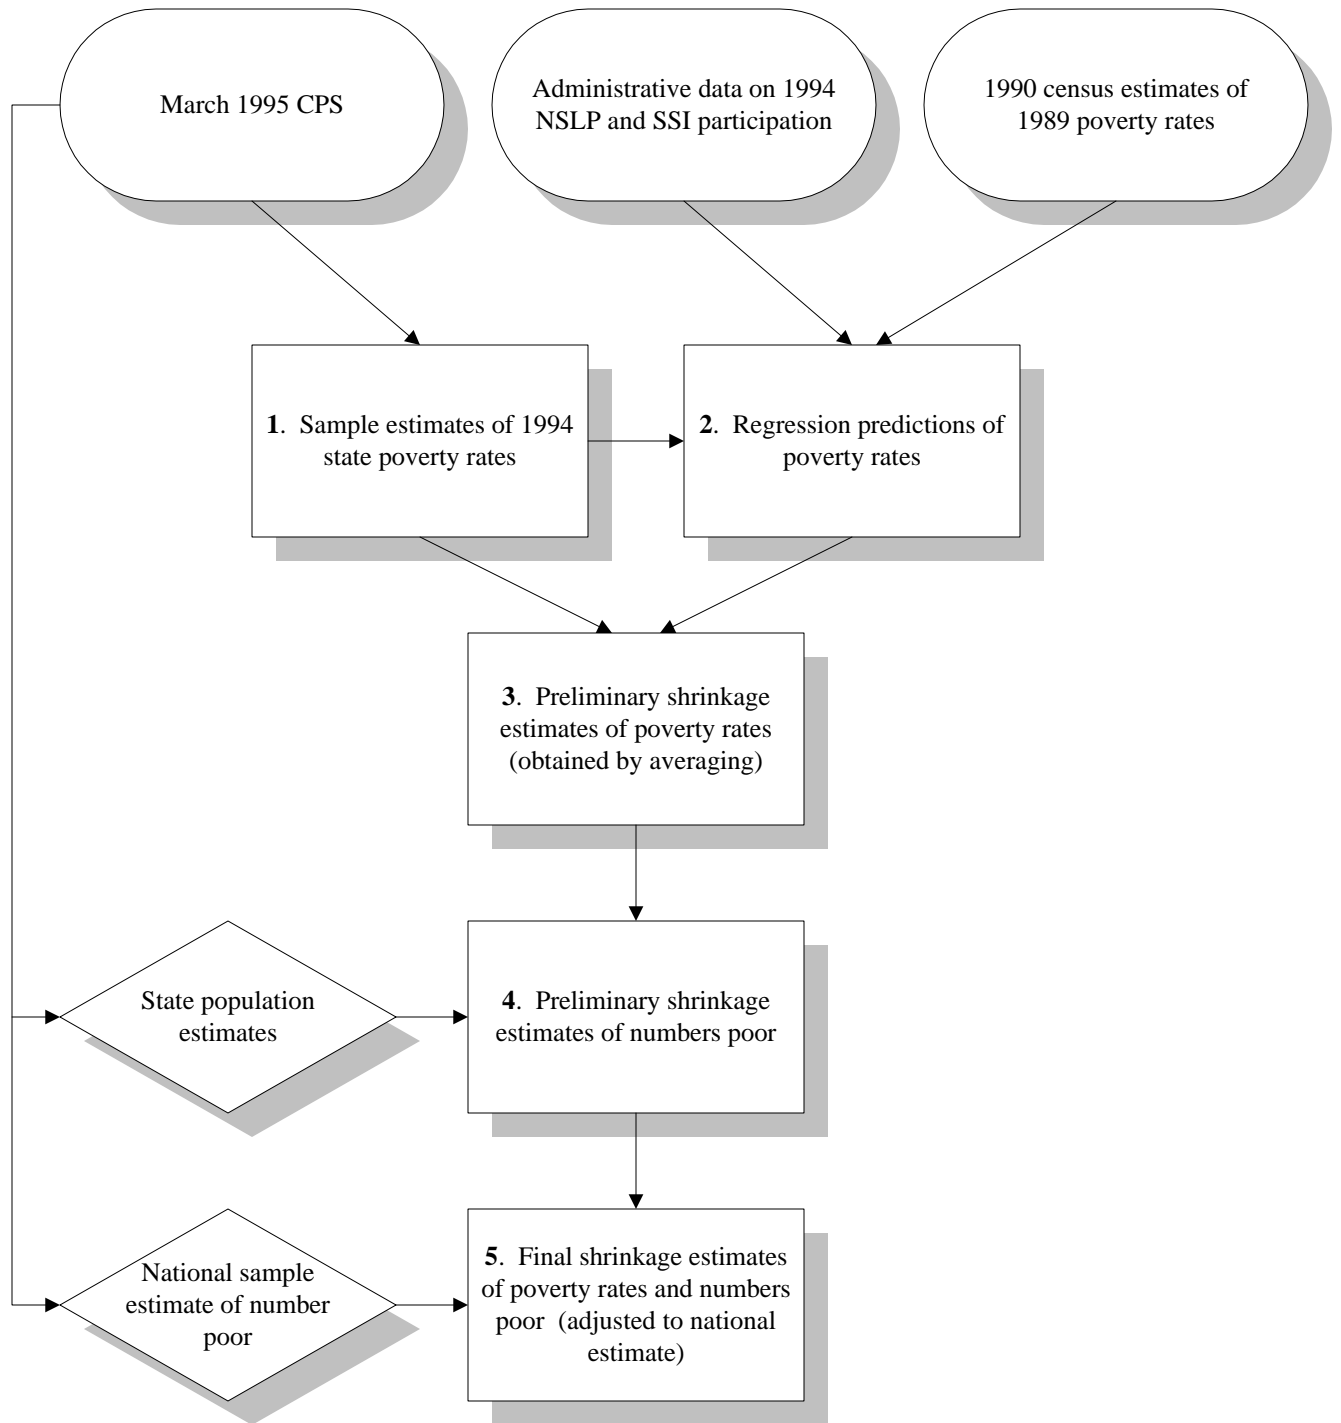 March 1995 CPS
Administrative data on 1994
NSLP and SSI participation
1990 census estimates of
1989 poverty rates
1.  Sample estimates of 1994
state poverty rates
2.  Regression predictions of
poverty rates
3.  Preliminary shrinkage
estimates of poverty rates
(obtained by averaging)
State population
estimates
4.  Preliminary shrinkage
estimates of numbers poor
National sample
estimate of number
poor
5.  Final shrinkage estimates
of poverty rates and numbers
poor  (adjusted to national
estimate)